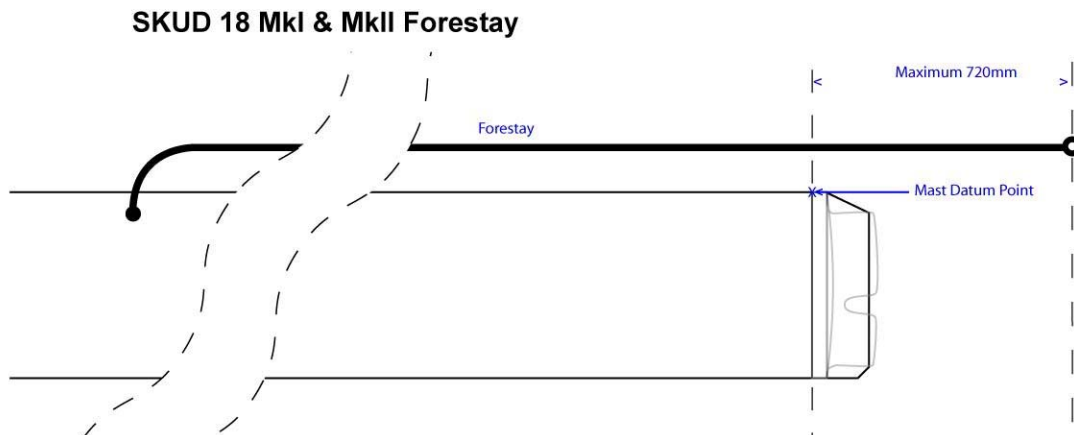 SKUD 18 MkI & MkII Forestay
Maximum 720mm
Forestay
Mast Datum Point